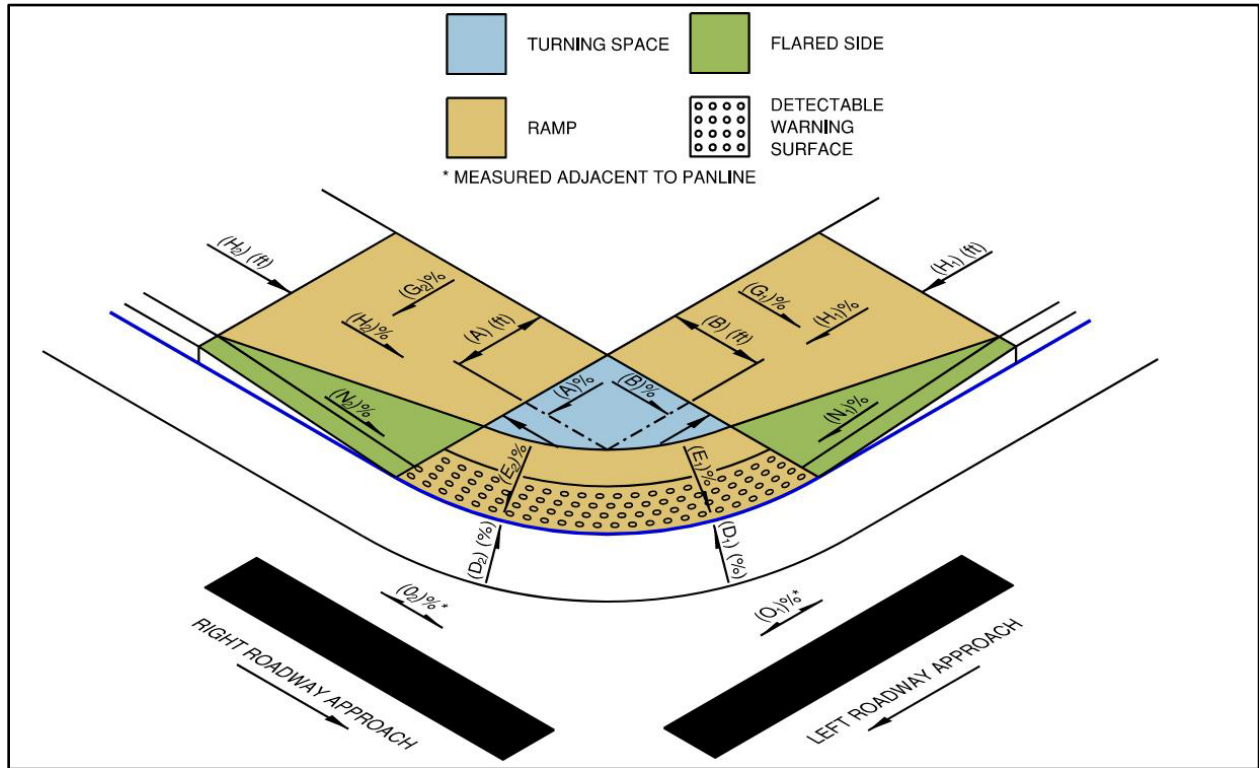 TURNING SPACE
FLARED SIDE
RAMP
DETECTABLE
WARNING
SURFACE
* MEASURED ADJACENT TO PANLINE
(H₂) (ft)
(G₂)%
(H₂)%
(A) (ft)
(G₁)%
(H₁)%
(B) (ft)
(H₁) (ft)
(A)%
(B)%
(N₂)%
(N₁)%
(E₂)%
(E₁)%
(D₂) (%)
(D₁) (%)
(0₂)%*
(O₁)%*
RIGHT ROADWAY APPROACH
LEFT ROADWAY APPROACH